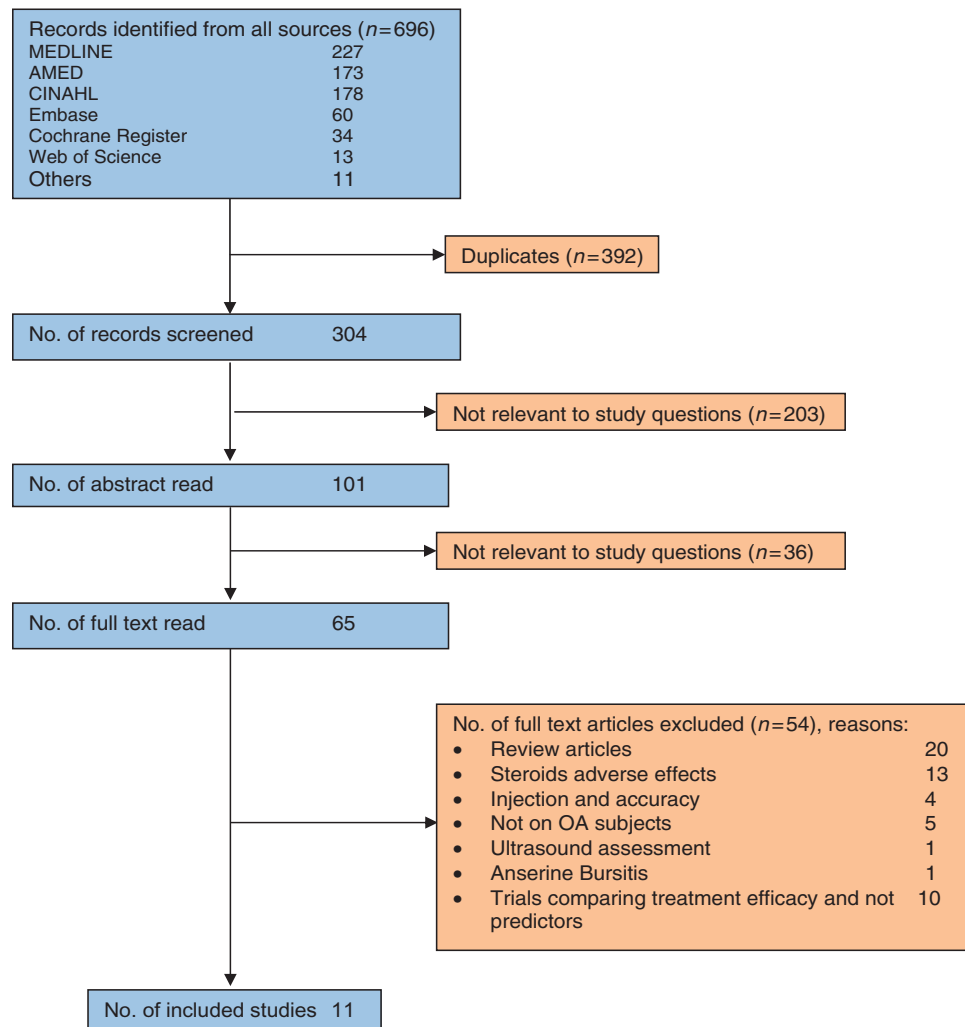 Records identified from all sources (n=696)
MEDLINE 227
AMED 173
CINAHL 178
Embase 60
Cochrane Register 34
Web of Science 13
Others 11
Duplicates (n=392)
No. of records screened 304
Not relevant to study questions (n=203)
No. of abstract read 101
Not relevant to study questions (n=36)
No. of full text read 65
No. of full text articles excluded (n=54), reasons:
• Review articles 20
• Steroids adverse effects 13
• Injection and accuracy 4
• Not on OA subjects 5
• Ultrasound assessment 1
• Anserine Bursitis 1
• Trials comparing treatment efficacy and not 10
predictors
No. of included studies 11